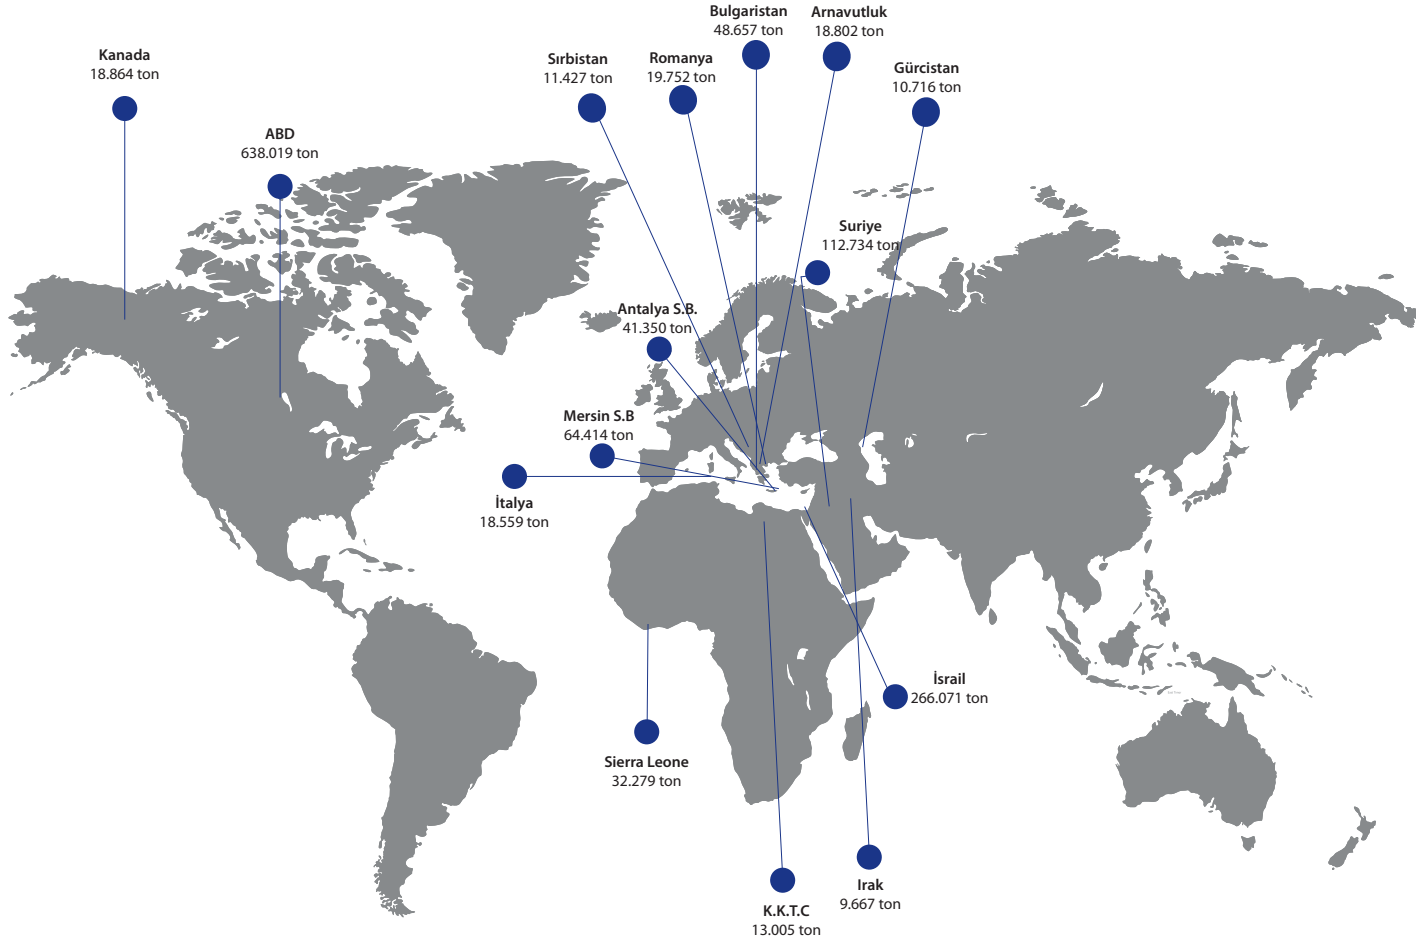 Bulgaristan
48.657 ton
Arnavutluk
18.802 ton
Kanada
18.864 ton
Sırbistan
11.427 ton
Romanya
19.752 ton
Gürcistan
10.716 ton
ABD
638.019 ton
Suriye
112.734 ton
Antalya S.B.
41.350 ton
Mersin S.B
64.414 ton
İtalya
18.559 ton
İsrail
266.071 ton
Sierra Leone
32.279 ton
Irak
9.667 ton
K.K.T.C
13.005 ton